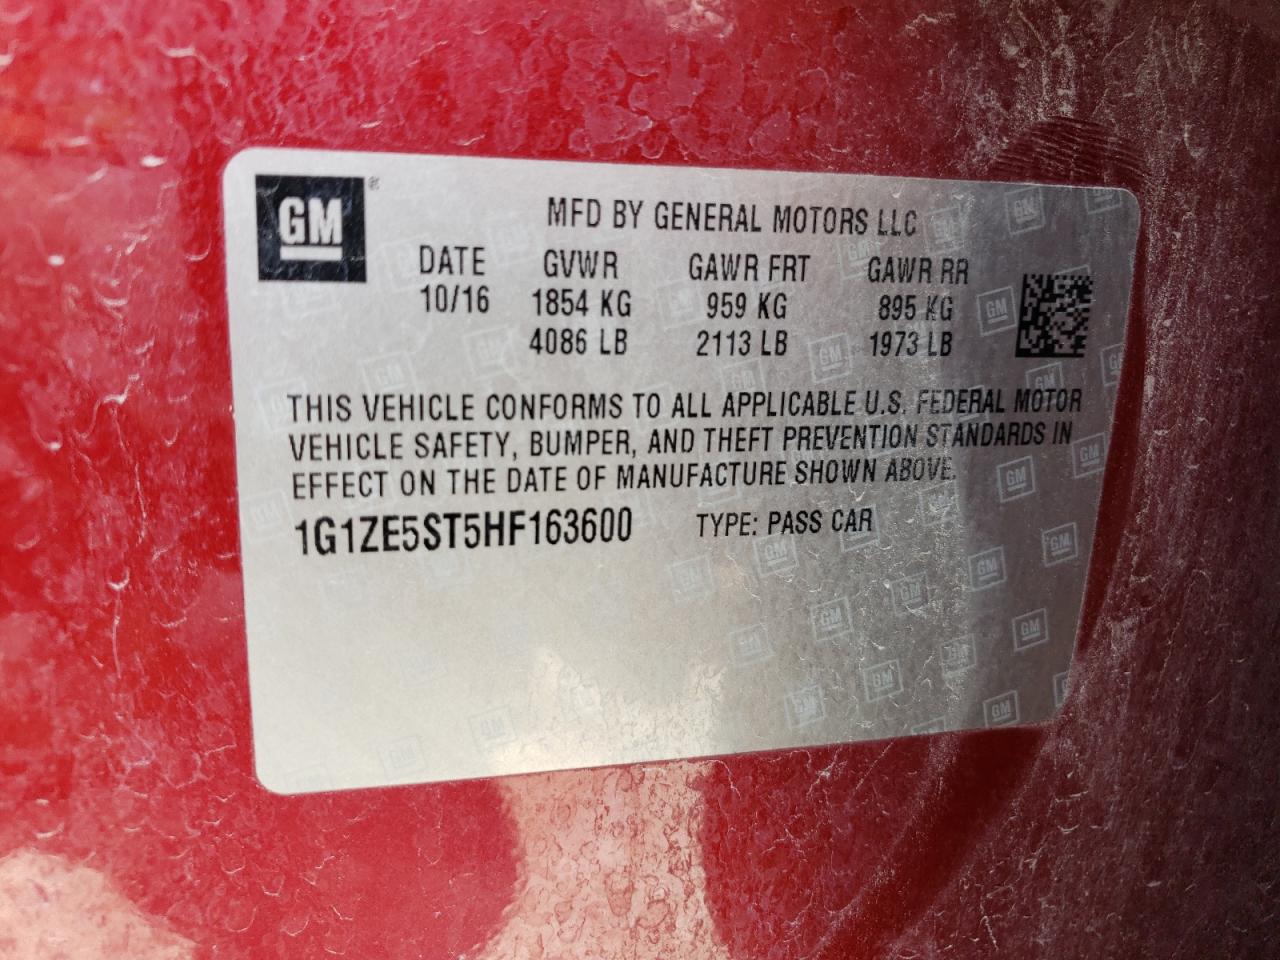 GM®
MFD BY GENERAL MOTORS LLC
DATE GVWR GAWR FRT GAWR RR
10/16 1854 KG 959 KG 895 KG
4086 LB 2113 LB 1973 LB
THIS VEHICLE CONFORMS TO ALL APPLICABLE U.S. FEDERAL MOTOR
VEHICLE SAFETY, BUMPER, AND THEFT PREVENTION STANDARDS IN
EFFECT ON THE DATE OF MANUFACTURE SHOWN ABOVE.
1G1ZE5ST5HF163600 TYPE: PASS CAR